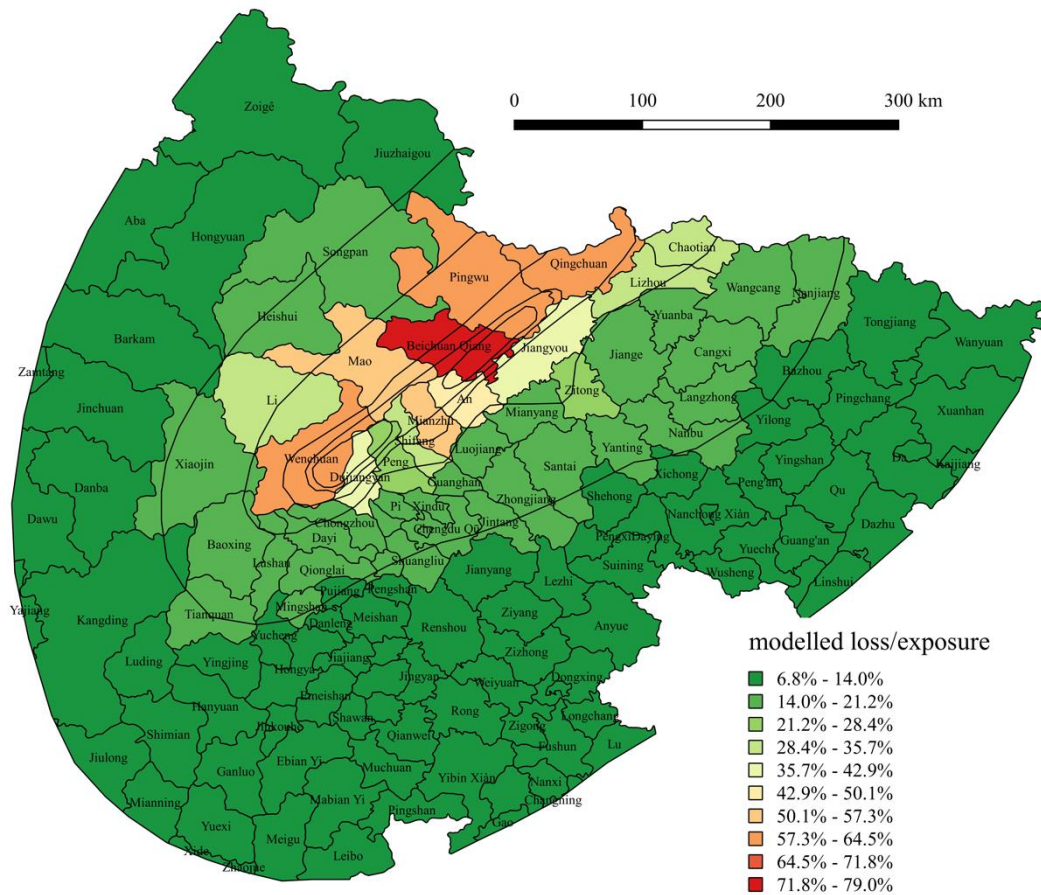 0 100 200 300 km
Zoigê
Jiuzhaigou
Aba
Hongyuan
Songpan
Chaotian
Pingwu
Qingchuan
Lizhou
Wangcang
Nanjiang
Heishui
Yuanba
Tongjiang
Barkam
Beichuan Qiang
Jiangyou
Wanyuan
Mao
Jiange
Cangxi
Zamtang
Bazhou
Jinchuan
Li
An
Zitong
Langzhong
Pingchang
Mianzhu
Mianyang
Xuanhan
Yilong
Shifang
Nanbu
Luojiang
Yanting
Wenchuan
Peng
Xiaojin
Santai
Yingshan
Da
Kaijiang
Danba
Dujiangyan
Guanghan
Xichong
Peng'an
Qu
Zhongjiang
Shehong
Pi
Xindu
Dawu
Chongzhou
Chengdu Qū
Jintang
Nanchong Xiàn
Dazhu
Dayi
Pengxi
Daying
Guang'an
Baoxing
Yuechi
Lushan
Shuangliu
Qionglai
Suining
Jianyang
Lezhi
Wusheng
Linshui
Pujiang
Pengshan
Yajiang
Mingshan
Tianquan
Kangding
Danleng
Meishan
Ziyang
Yucheng
Renshou
Anyue
Luding
Yingjing
Hongya
Jiajiang
Zizhong
Jingyan
Weiyuan
Dongxing
Emeishan
Hanyuan
Shawan
Rong
Longchang
Jinkouhe
Shimian
Qianwei
Zigong
Jiulong
Ebian Yi
Fushun
Lu
Ganluo
Muchuan
Yibin Xiàn
Nanxi
Mianning
Mabian Yi
Changning
Pingshan
Yuexi
Gao
Meigu
Xide
Leibo
Zhaojue
modelled loss/exposure
6.8% - 14.0%
14.0% - 21.2%
21.2% - 28.4%
28.4% - 35.7%
35.7% - 42.9%
42.9% - 50.1%
50.1% - 57.3%
57.3% - 64.5%
64.5% - 71.8%
71.8% - 79.0%